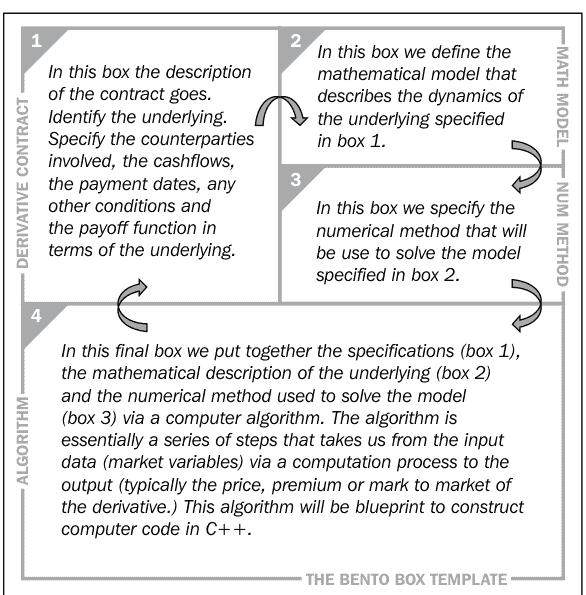 1
In this box the description
of the contract goes.
Identify the underlying.
Specify the counterparties
involved, the cashflows,
the payment dates, any
other conditions and
the payoff function in
terms of the underlying.
DERIVATIVE CONTRACT
2
In this box we define the
mathematical model that
describes the dynamics of
the underlying specified
in box 1.
MATH MODEL
3
In this box we specify the
numerical method that will
be use to solve the model
specified in box 2.
NUM METHOD
4
In this final box we put together the specifications (box 1),
the mathematical description of the underlying (box 2)
and the numerical method used to solve the model
(box 3) via a computer algorithm. The algorithm is
essentially a series of steps that takes us from the input
data (market variables) via a computation process to the
output (typically the price, premium or mark to market of
the derivative.) This algorithm will be blueprint to construct
computer code in C++.
ALGORITHM
THE BENTO BOX TEMPLATE